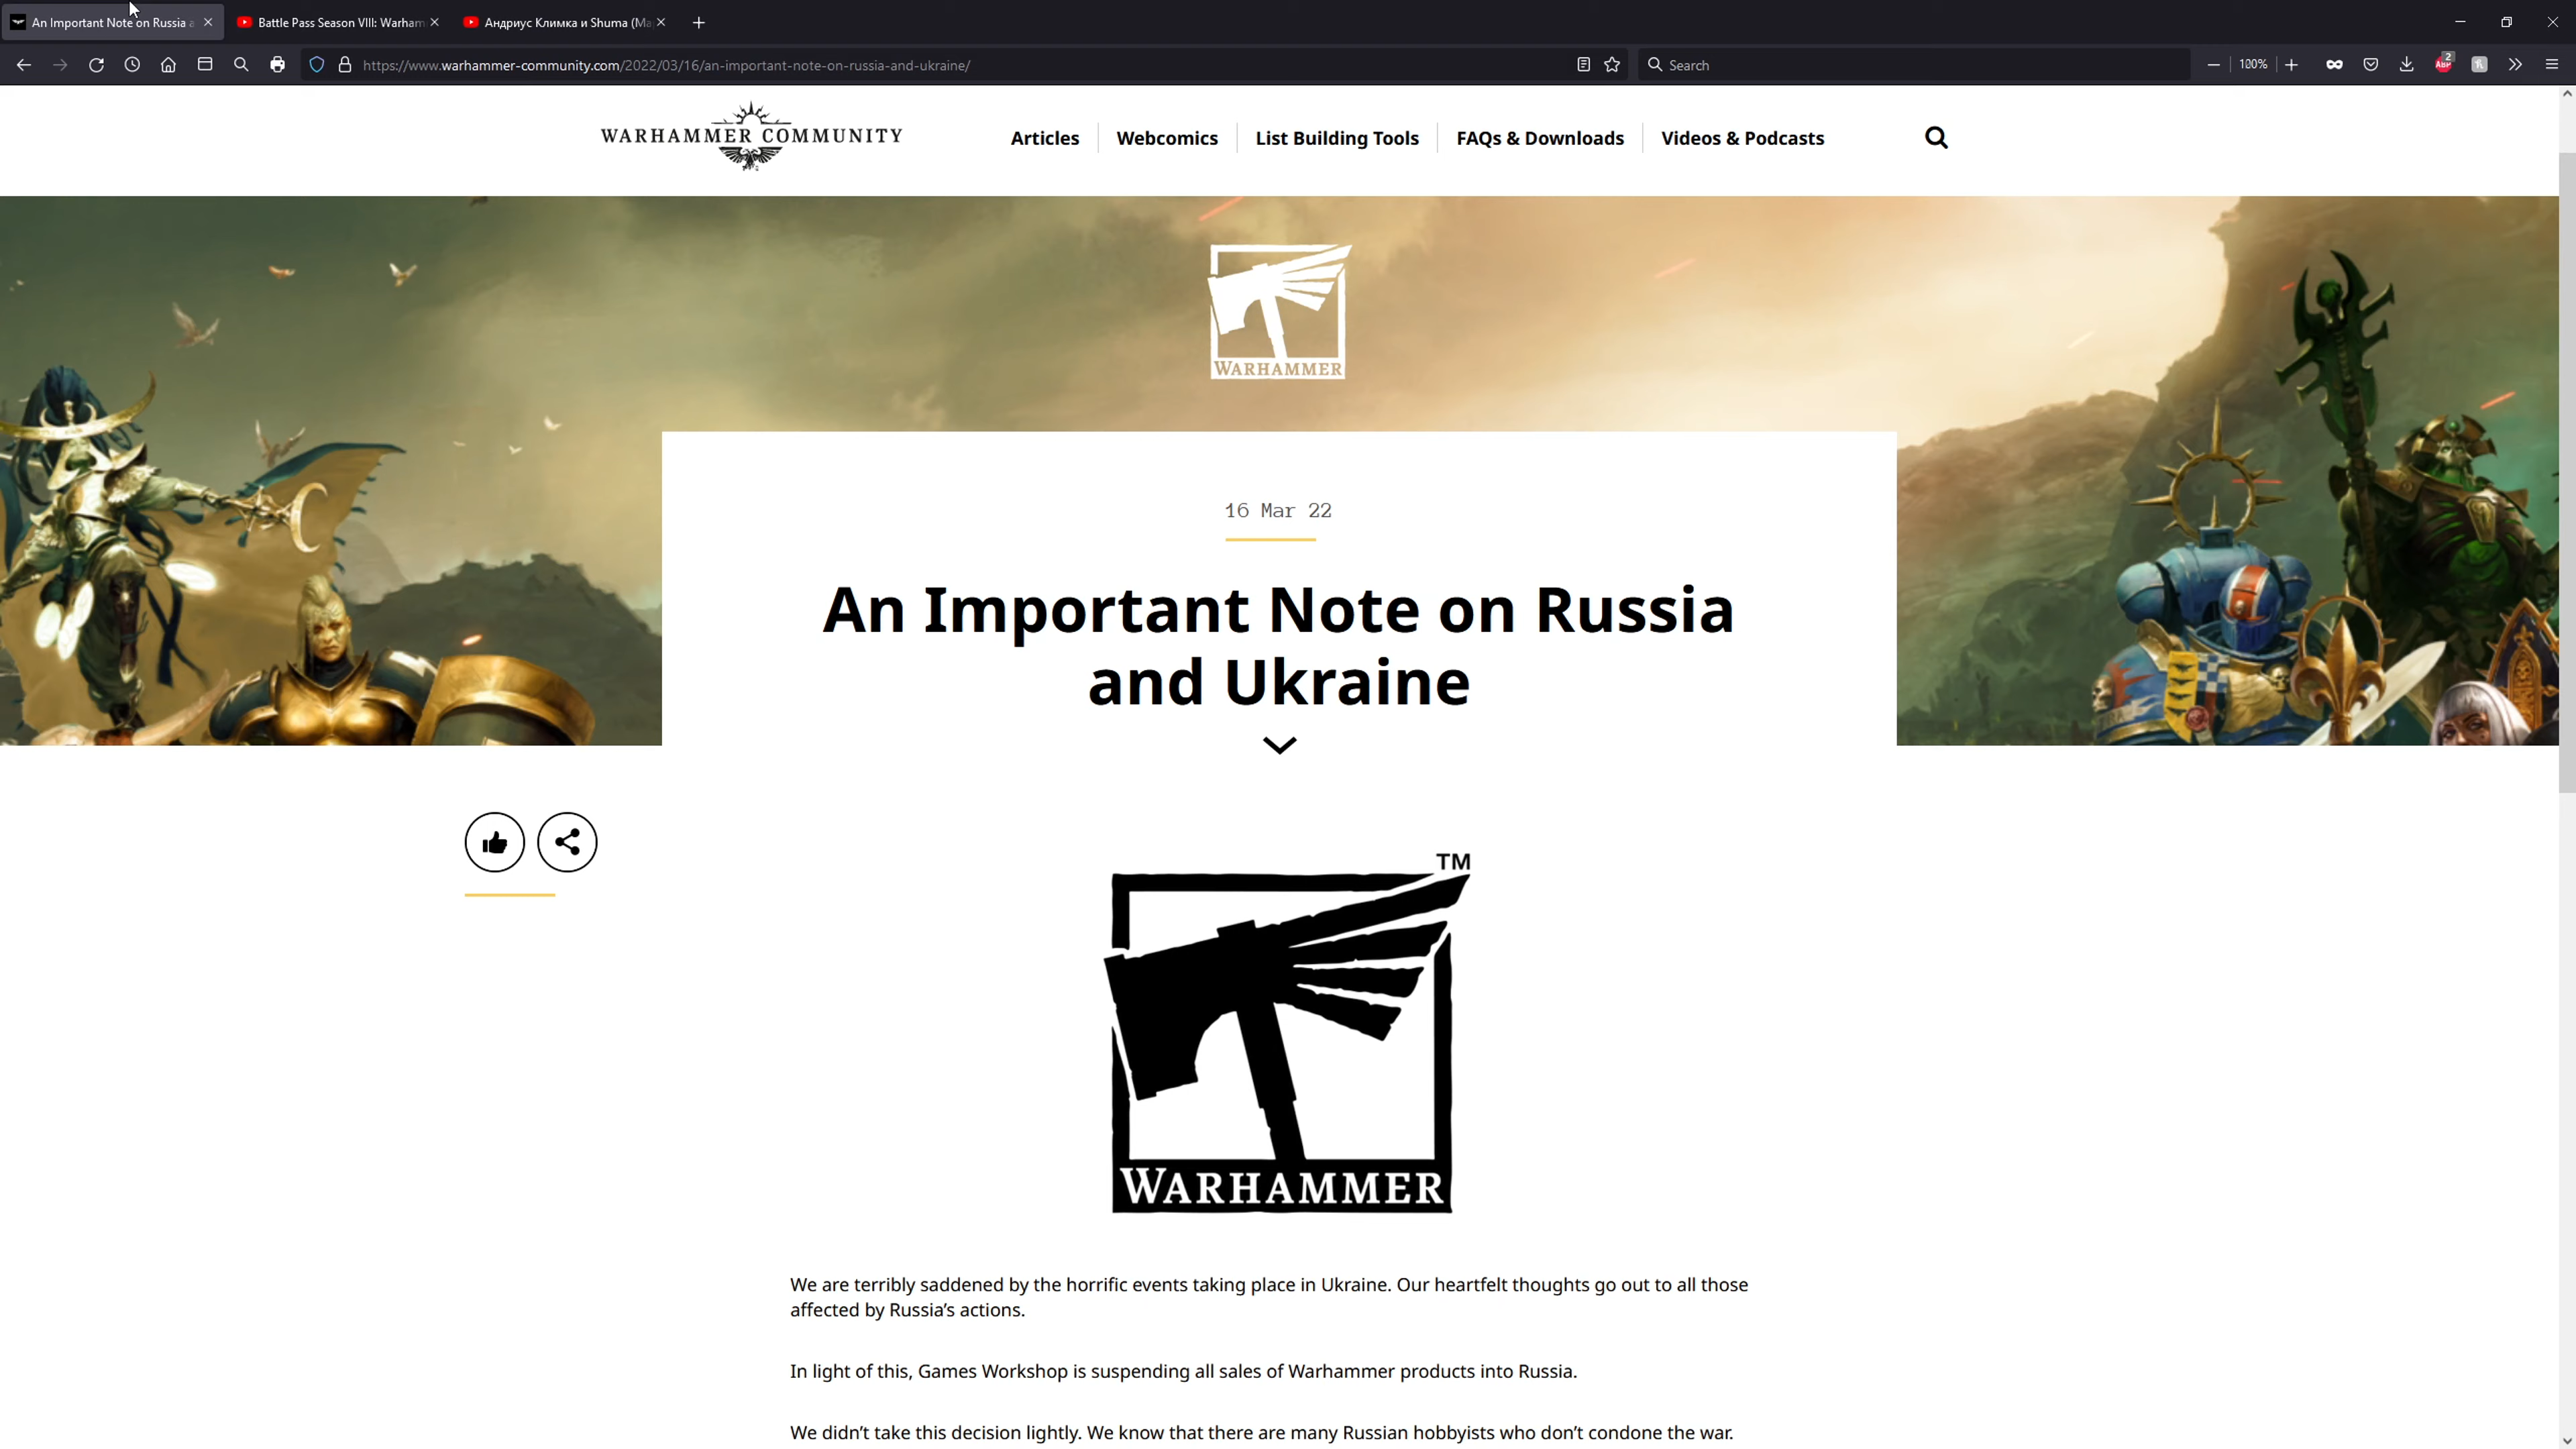 An Important Note on Russia a
Battle Pass Season VIII: Warham
Андриус Климка и Shuma (Ma
https://www.warhammer-community.com/2022/03/16/an-important-note-on-russia-and-ukraine/
Search
100%
2
ABP
WARHAMMER COMMUNITY
Articles
Webcomics
List Building Tools
FAQs & Downloads
Videos & Podcasts
WARHAMMER
16 Mar 22
An Important Note on Russia
and Ukraine
TM
WARHAMMER
We are terribly saddened by the horrific events taking place in Ukraine. Our heartfelt thoughts go out to all those
affected by Russia’s actions.
In light of this, Games Workshop is suspending all sales of Warhammer products into Russia.
We didn’t take this decision lightly. We know that there are many Russian hobbyists who don’t condone the war.